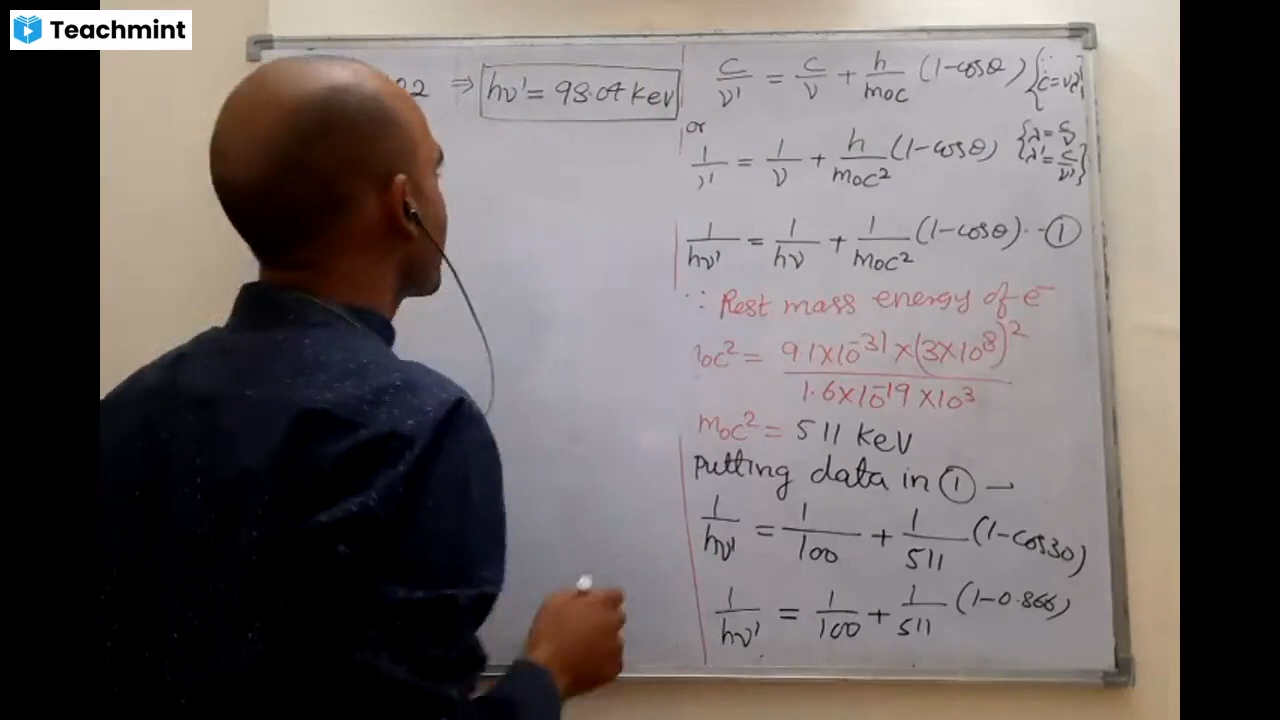 Teachmint
22 ⇒ hν' = 98.04 KeV
c/ν' = c/ν + h/m₀c (1-cosθ) {∵ c=νλ}
or
1/ν' = 1/ν + h/m₀c² (1-cosθ) {λ=c/ν λ'=c/ν'}
1/hν' = 1/hν + 1/m₀c² (1-cosθ)--①
∵ Rest mass energy of e⁻
₀c² = 9.1×10⁻³¹×(3×10⁸)² / 1.6×10⁻¹⁹×10³
m₀c² = 511 KeV
Putting data in ① —
1/hν' = 1/100 + 1/511 (1-cos30)
1/hν' = 1/100 + 1/511 (1-0.866)